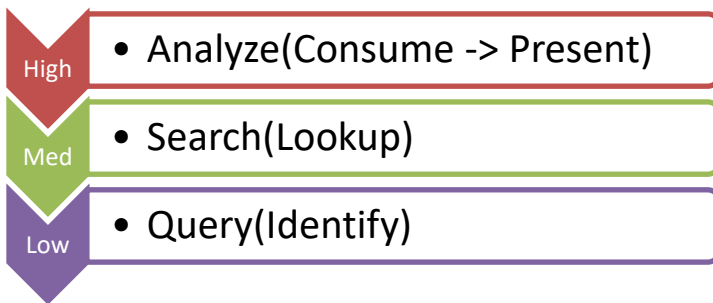 High
• Analyze(Consume -> Present)
Med
• Search(Lookup)
Low
• Query(Identify)